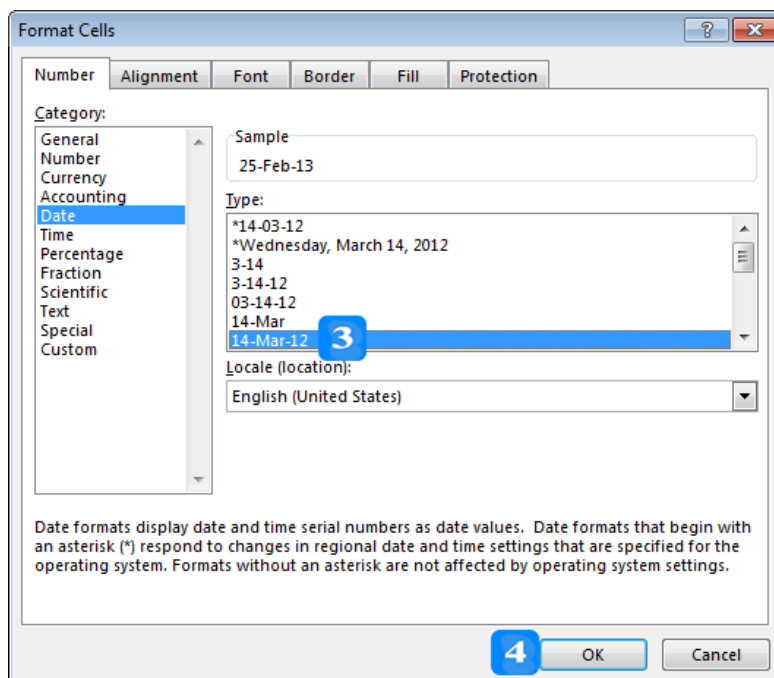 Format Cells
?
X
Number Alignment Font Border Fill Protection
Category:
General
Number
Currency
Accounting
Date
Time
Percentage
Fraction
Scientific
Text
Special
Custom
Sample
25-Feb-13
Type:
*14-03-12
*Wednesday, March 14, 2012
3-14
3-14-12
03-14-12
14-Mar
14-Mar-12 3
Locale (location):
English (United States)
Date formats display date and time serial numbers as date values. Date formats that begin with
an asterisk (*) respond to changes in regional date and time settings that are specified for the
operating system. Formats without an asterisk are not affected by operating system settings.
4 OK Cancel